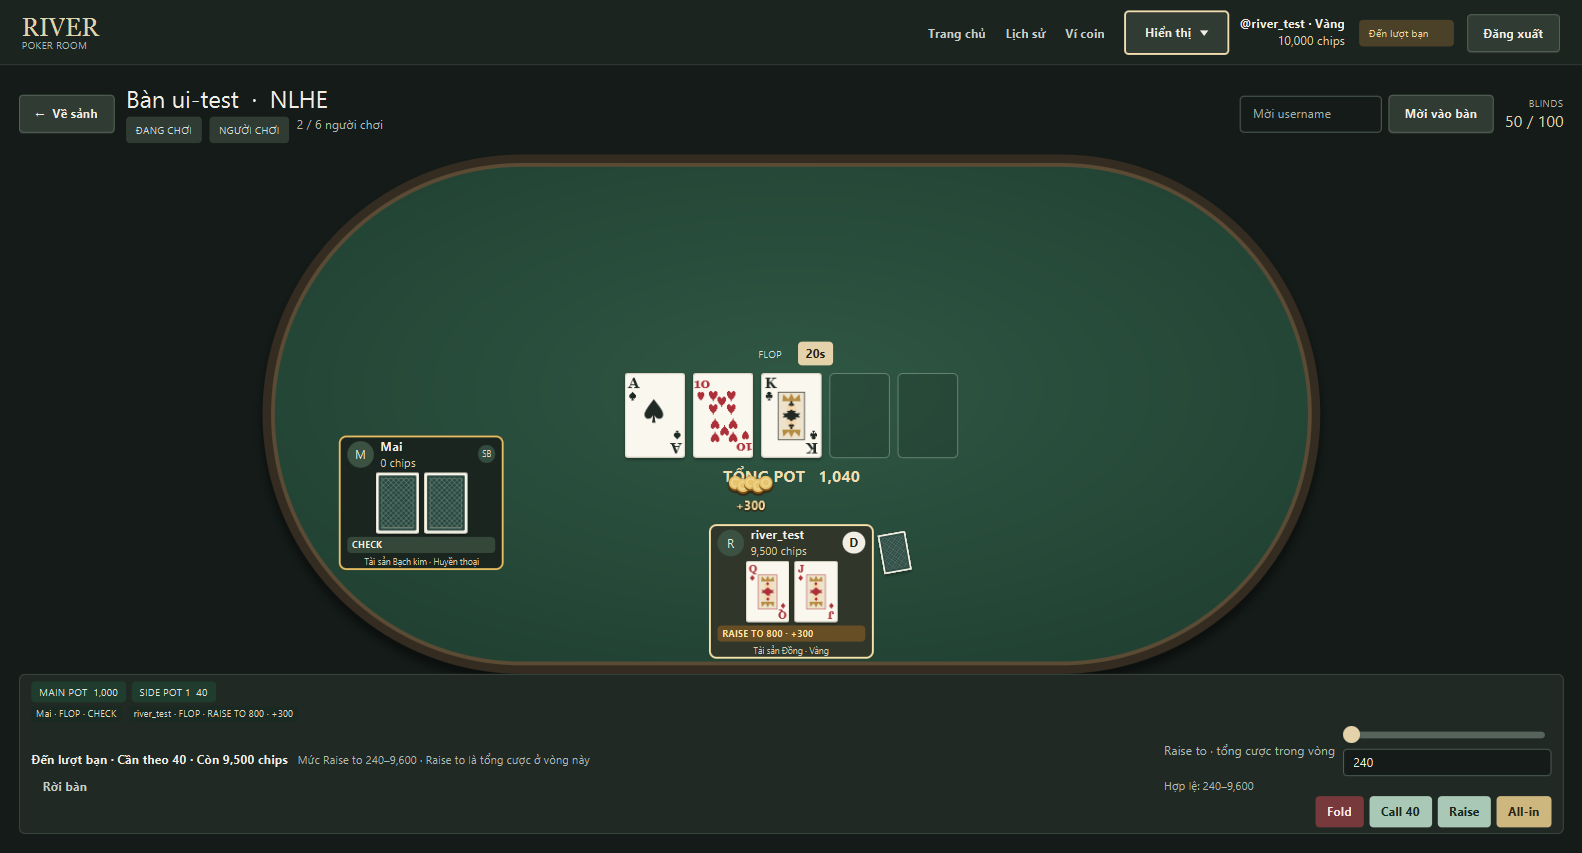 RIVER
POKER ROOM
Trang chủ
Lịch sử
Ví coin
Hiển thị ▼
@river_test · Vàng
10,000 chips
Đến lượt bạn
Đăng xuất
← Về sảnh
Bàn ui-test · NLHE
ĐANG CHƠI
NGƯỜI CHƠI
2 / 6 người chơi
Mời username
Mời vào bàn
BLINDS
50 / 100
FLOP
20s
A
A
10
10
K
K
TỔNG POT 1,040
+300
M
Mai
0 chips
SB
CHECK
Tài sản Bạch kim · Huyền thoại
R
river_test
9,500 chips
D
Q
Q
J
J
RAISE TO 800 · +300
Tài sản Đồng · Vàng
MAIN POT 1,000
SIDE POT 1 40
Mai · FLOP · CHECK
river_test · FLOP · RAISE TO 800 · +300
Đến lượt bạn · Cần theo 40 · Còn 9,500 chips
Mức Raise to 240–9,600 · Raise to là tổng cược ở vòng này
Rời bàn
Raise to · tổng cược trong vòng
240
Hợp lệ: 240–9,600
Fold
Call 40
Raise
All-in